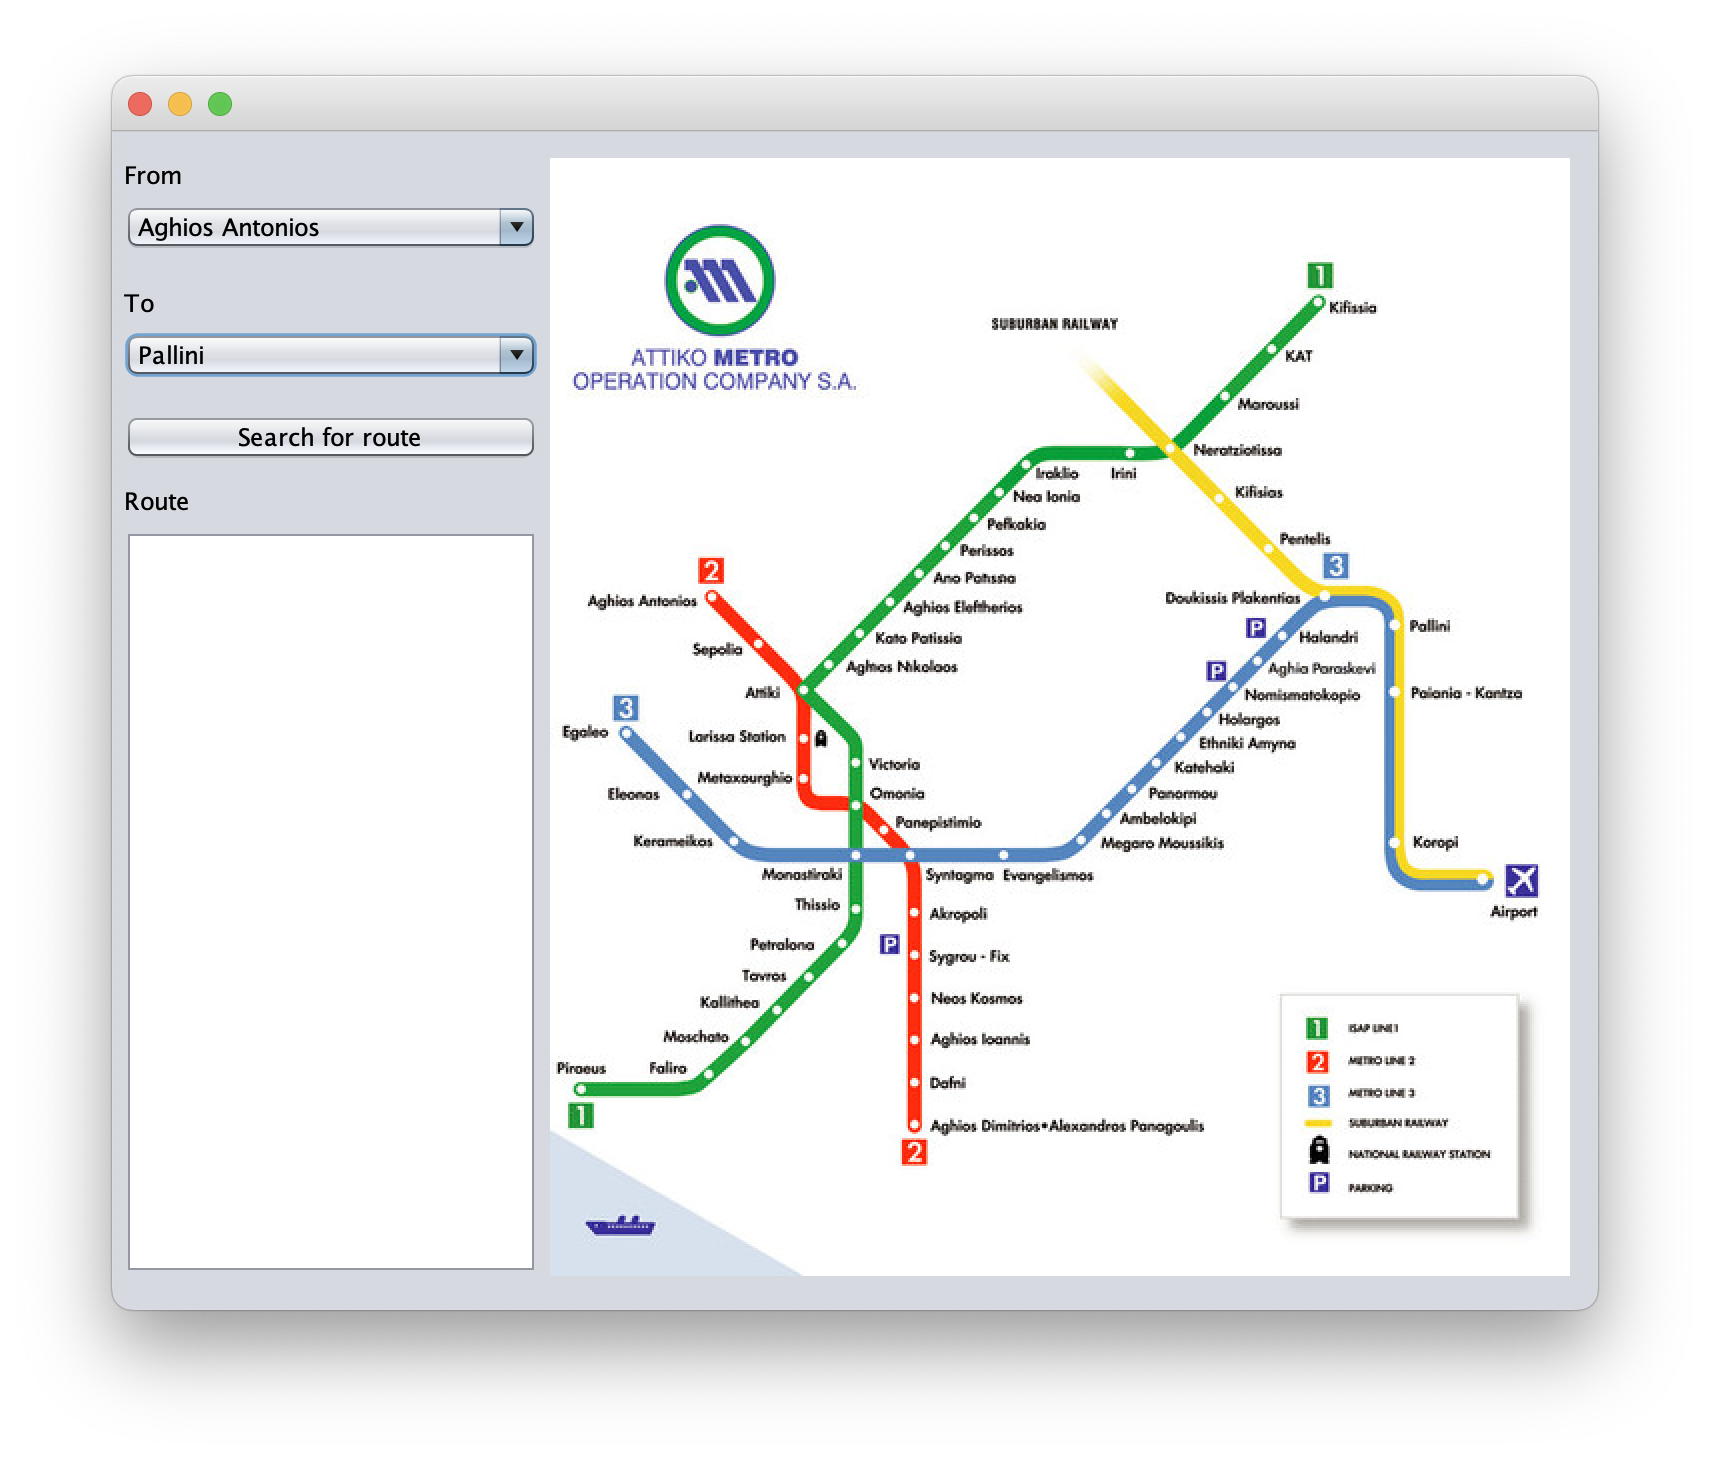 From
Aghios Antonios
To
Pallini
Search for route
Route
ATTIKO METRO
OPERATION COMPANY S.A.
SUBURBAN RAILWAY
1
Kifissia
KAT
Maroussi
Neratziotissa
Iraklio
Irini
Nea Ionia
Kifisias
Pefkakia
Pentelis
Perissos
3
2
Ano Patissia
Aghios Antonios
Doukissis Plakentias
Aghios Eleftherios
P
Pallini
Kato Patissia
Halandri
Sepolia
Aghios Nikolaos
P
Aghia Paraskevi
Attiki
Nomismatokopio
Paiania - Kantza
3
Holargos
Egaleo
Larissa Station
Ethniki Amyna
Victoria
Katehaki
Metaxourghio
Eleonas
Omonia
Panormou
Panepistimio
Ambelokipi
Kerameikos
Megaro Moussikis
Koropi
Monastiraki
Syntagma
Evangelismos
Thissio
Akropoli
Airport
Petralona
P
Sygrou - Fix
Tavros
Kallithea
Neos Kosmos
Moschato
Aghios Ioannis
Piraeus
Faliro
Dafni
1
Aghios Dimitrios•Alexandros Panagoulis
2
1 ISAP LINE1
2 METRO LINE 2
3 METRO LINE 3
SUBURBAN RAILWAY
NATIONAL RAILWAY STATION
P PARKING